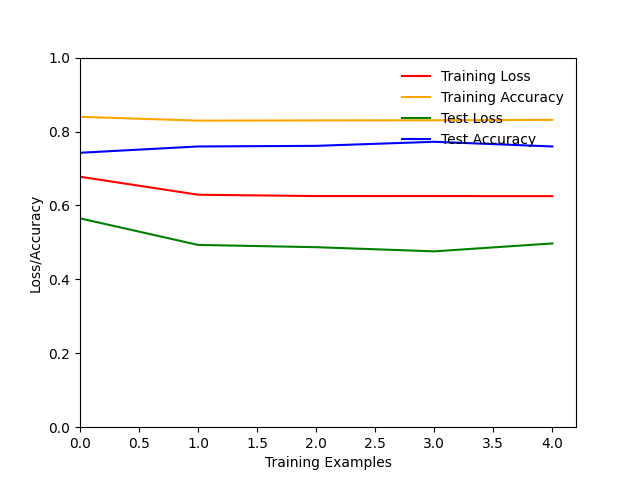 1.0
0.8
0.6
0.4
0.2
0.0
Loss/Accuracy
Training Loss
Training Accuracy
Test Loss
Test Accuracy
0.0 0.5 1.0 1.5 2.0 2.5 3.0 3.5 4.0
Training Examples